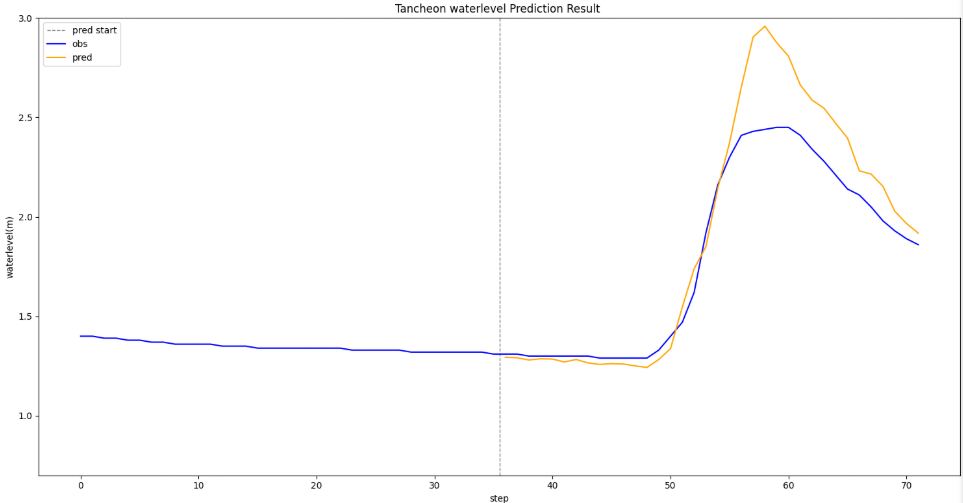 Tancheon waterlevel Prediction Result
pred start
obs
pred
waterlevel(m)
3.0
2.5
2.0
1.5
1.0
0 10 20 30 40 50 60 70
step